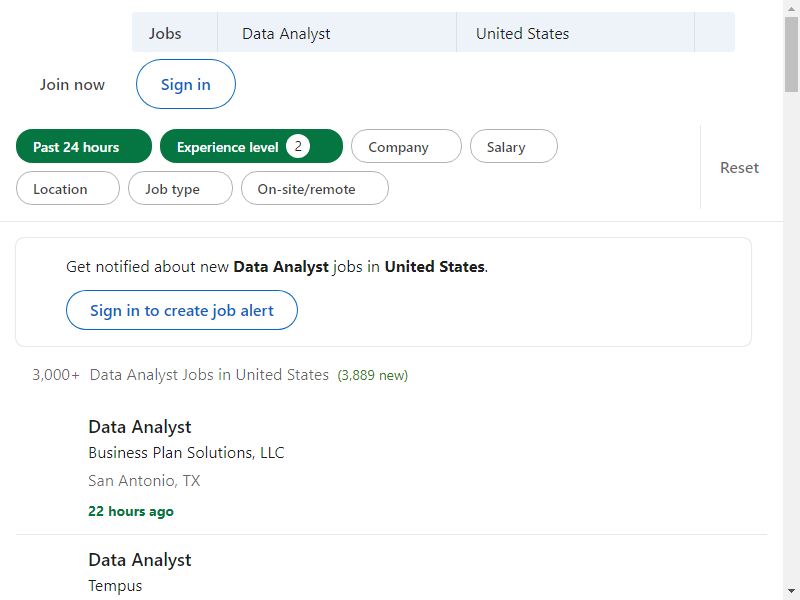 Jobs Data Analyst United States
Join now Sign in
Past 24 hours Experience level 2 Company Salary
Reset
Location Job type On-site/remote
Get notified about new Data Analyst jobs in United States.
Sign in to create job alert
3,000+ Data Analyst Jobs in United States (3,889 new)
Data Analyst
Business Plan Solutions, LLC
San Antonio, TX
22 hours ago
Data Analyst
Tempus